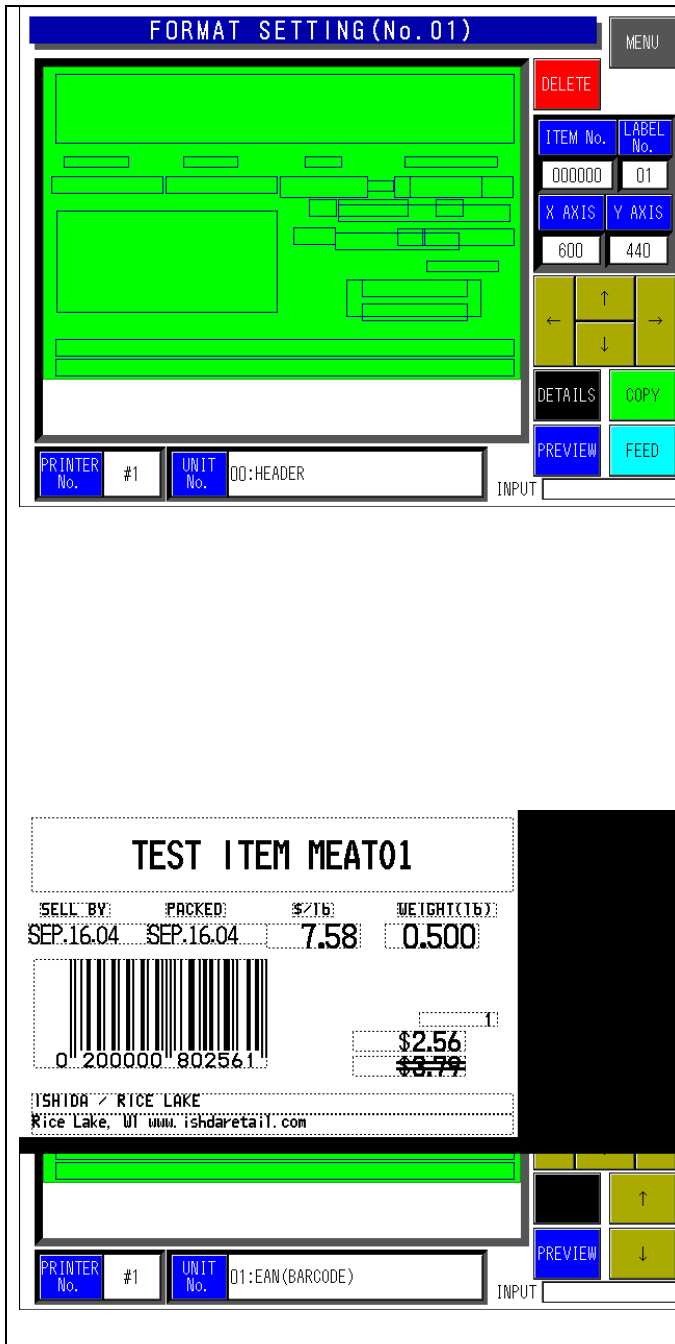 FORMAT SETTING(No.01)
MENU
DELETE
ITEM No.
LABEL No.
000000
01
X AXIS
Y AXIS
600
440
↑
←
→
↓
DETAILS
COPY
PREVIEW
FEED
PRINTER No.
#1
UNIT No.
00:HEADER
INPUT
TEST ITEM MEAT01
SELL BY PACKED $/lb WEIGHT(lb)
SEP.16.04 SEP.16.04 7.58 0.500
1
$2.56
$3.79
0 200000 802561
ISHIDA / RICE LAKE
Rice Lake, WI www.ishdaretail.com
↑
PREVIEW
↓
PRINTER No.
#1
UNIT No.
01:EAN(BARCODE)
INPUT